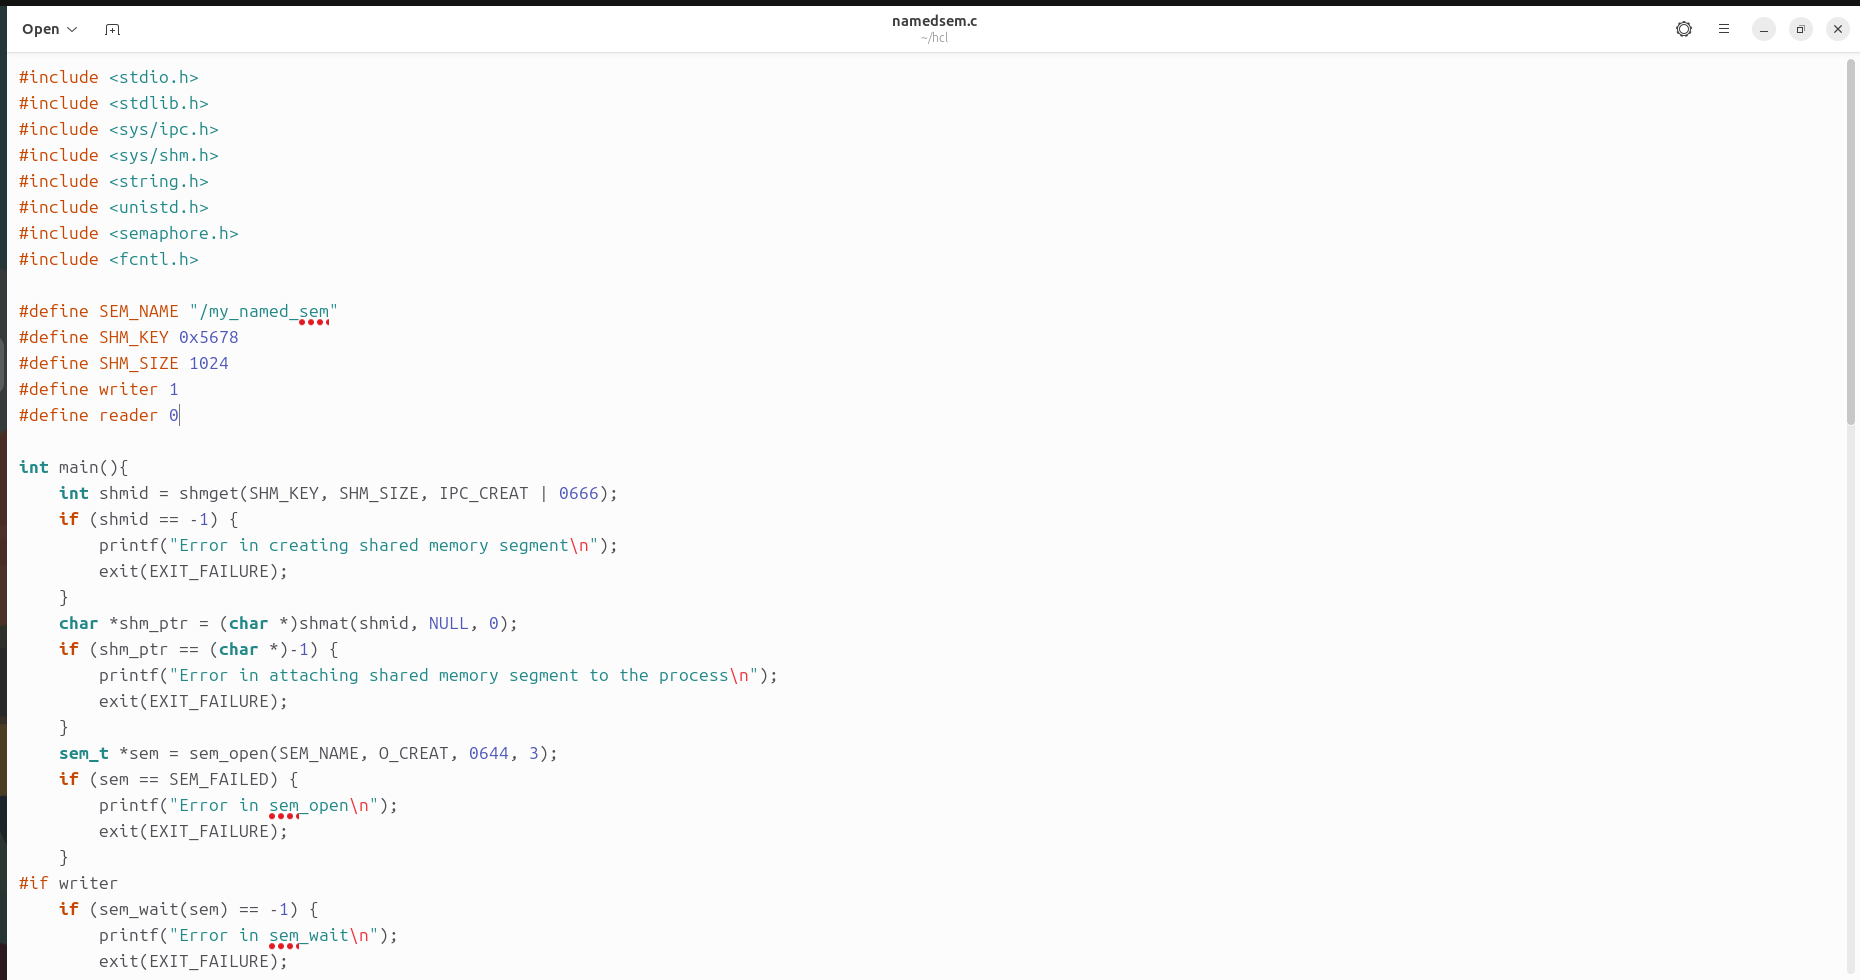 Open
namedsem.c
~/hcl
#include <stdio.h>
#include <stdlib.h>
#include <sys/ipc.h>
#include <sys/shm.h>
#include <string.h>
#include <unistd.h>
#include <semaphore.h>
#include <fcntl.h>
#define SEM_NAME "/my_named_sem"
#define SHM_KEY 0x5678
#define SHM_SIZE 1024
#define writer 1
#define reader 0
int main(){
    int shmid = shmget(SHM_KEY, SHM_SIZE, IPC_CREAT | 0666);
    if (shmid == -1) {
        printf("Error in creating shared memory segment\n");
        exit(EXIT_FAILURE);
    }
    char *shm_ptr = (char *)shmat(shmid, NULL, 0);
    if (shm_ptr == (char *)-1) {
        printf("Error in attaching shared memory segment to the process\n");
        exit(EXIT_FAILURE);
    }
    sem_t *sem = sem_open(SEM_NAME, O_CREAT, 0644, 3);
    if (sem == SEM_FAILED) {
        printf("Error in sem_open\n");
        exit(EXIT_FAILURE);
    }
#if writer
    if (sem_wait(sem) == -1) {
        printf("Error in sem_wait\n");
        exit(EXIT_FAILURE);